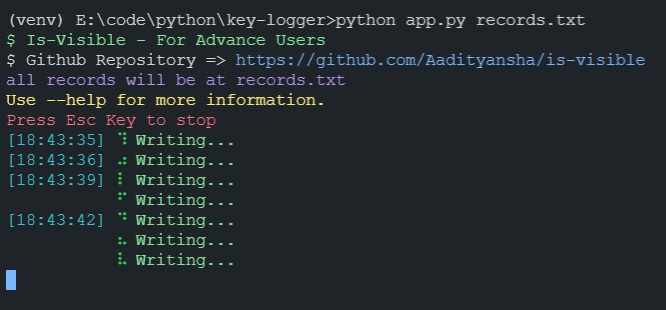 (venv) E:\code\python\key-logger>python app.py records.txt
$ Is-Visible - For Advance Users
$ Github Repository => https://github.com/Aadityansha/is-visible
all records will be at records.txt
Use --help for more information.
Press Esc Key to stop
[18:43:35] ⠹ Writing...
[18:43:36] ⠴ Writing...
[18:43:39] ⠇ Writing...
⠋ Writing...
[18:43:42] ⠙ Writing...
⠦ Writing...
⠧ Writing...